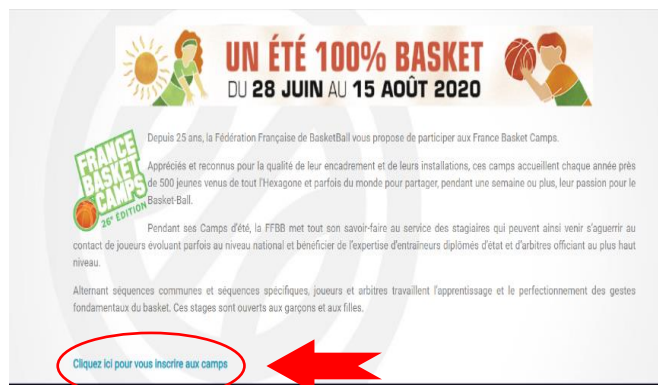 UN ÉTÉ 100% BASKET
DU 28 JUIN AU 15 AOÛT 2020
FRANCE
BASKET
CAMPS
26e ÉDITION
Depuis 25 ans, la Fédération Française de BasketBall vous propose de participer aux France Basket Camps.
Appréciés et reconnus pour la qualité de leur encadrement et de leurs installations, ces camps accueillent chaque année près
de 500 jeunes venus de tout l'Hexagone et parfois du monde pour partager, pendant une semaine ou plus, leur passion pour le
Basket-Ball.
Pendant ses Camps d'été, la FFBB met tout son savoir-faire au service des stagiaires qui peuvent ainsi venir s'aguerrir au
contact de joueurs évoluant parfois au niveau national et bénéficier de l'expertise d'entraineurs diplômés d'état et d'arbitres officiant au plus haut
niveau.
Alternant séquences communes et séquences spécifiques, joueurs et arbitres travaillent l'apprentissage et le perfectionnement des gestes
fondamentaux du basket. Ces stages sont ouverts aux garçons et aux filles.
Cliquez ici pour vous inscrire aux camps